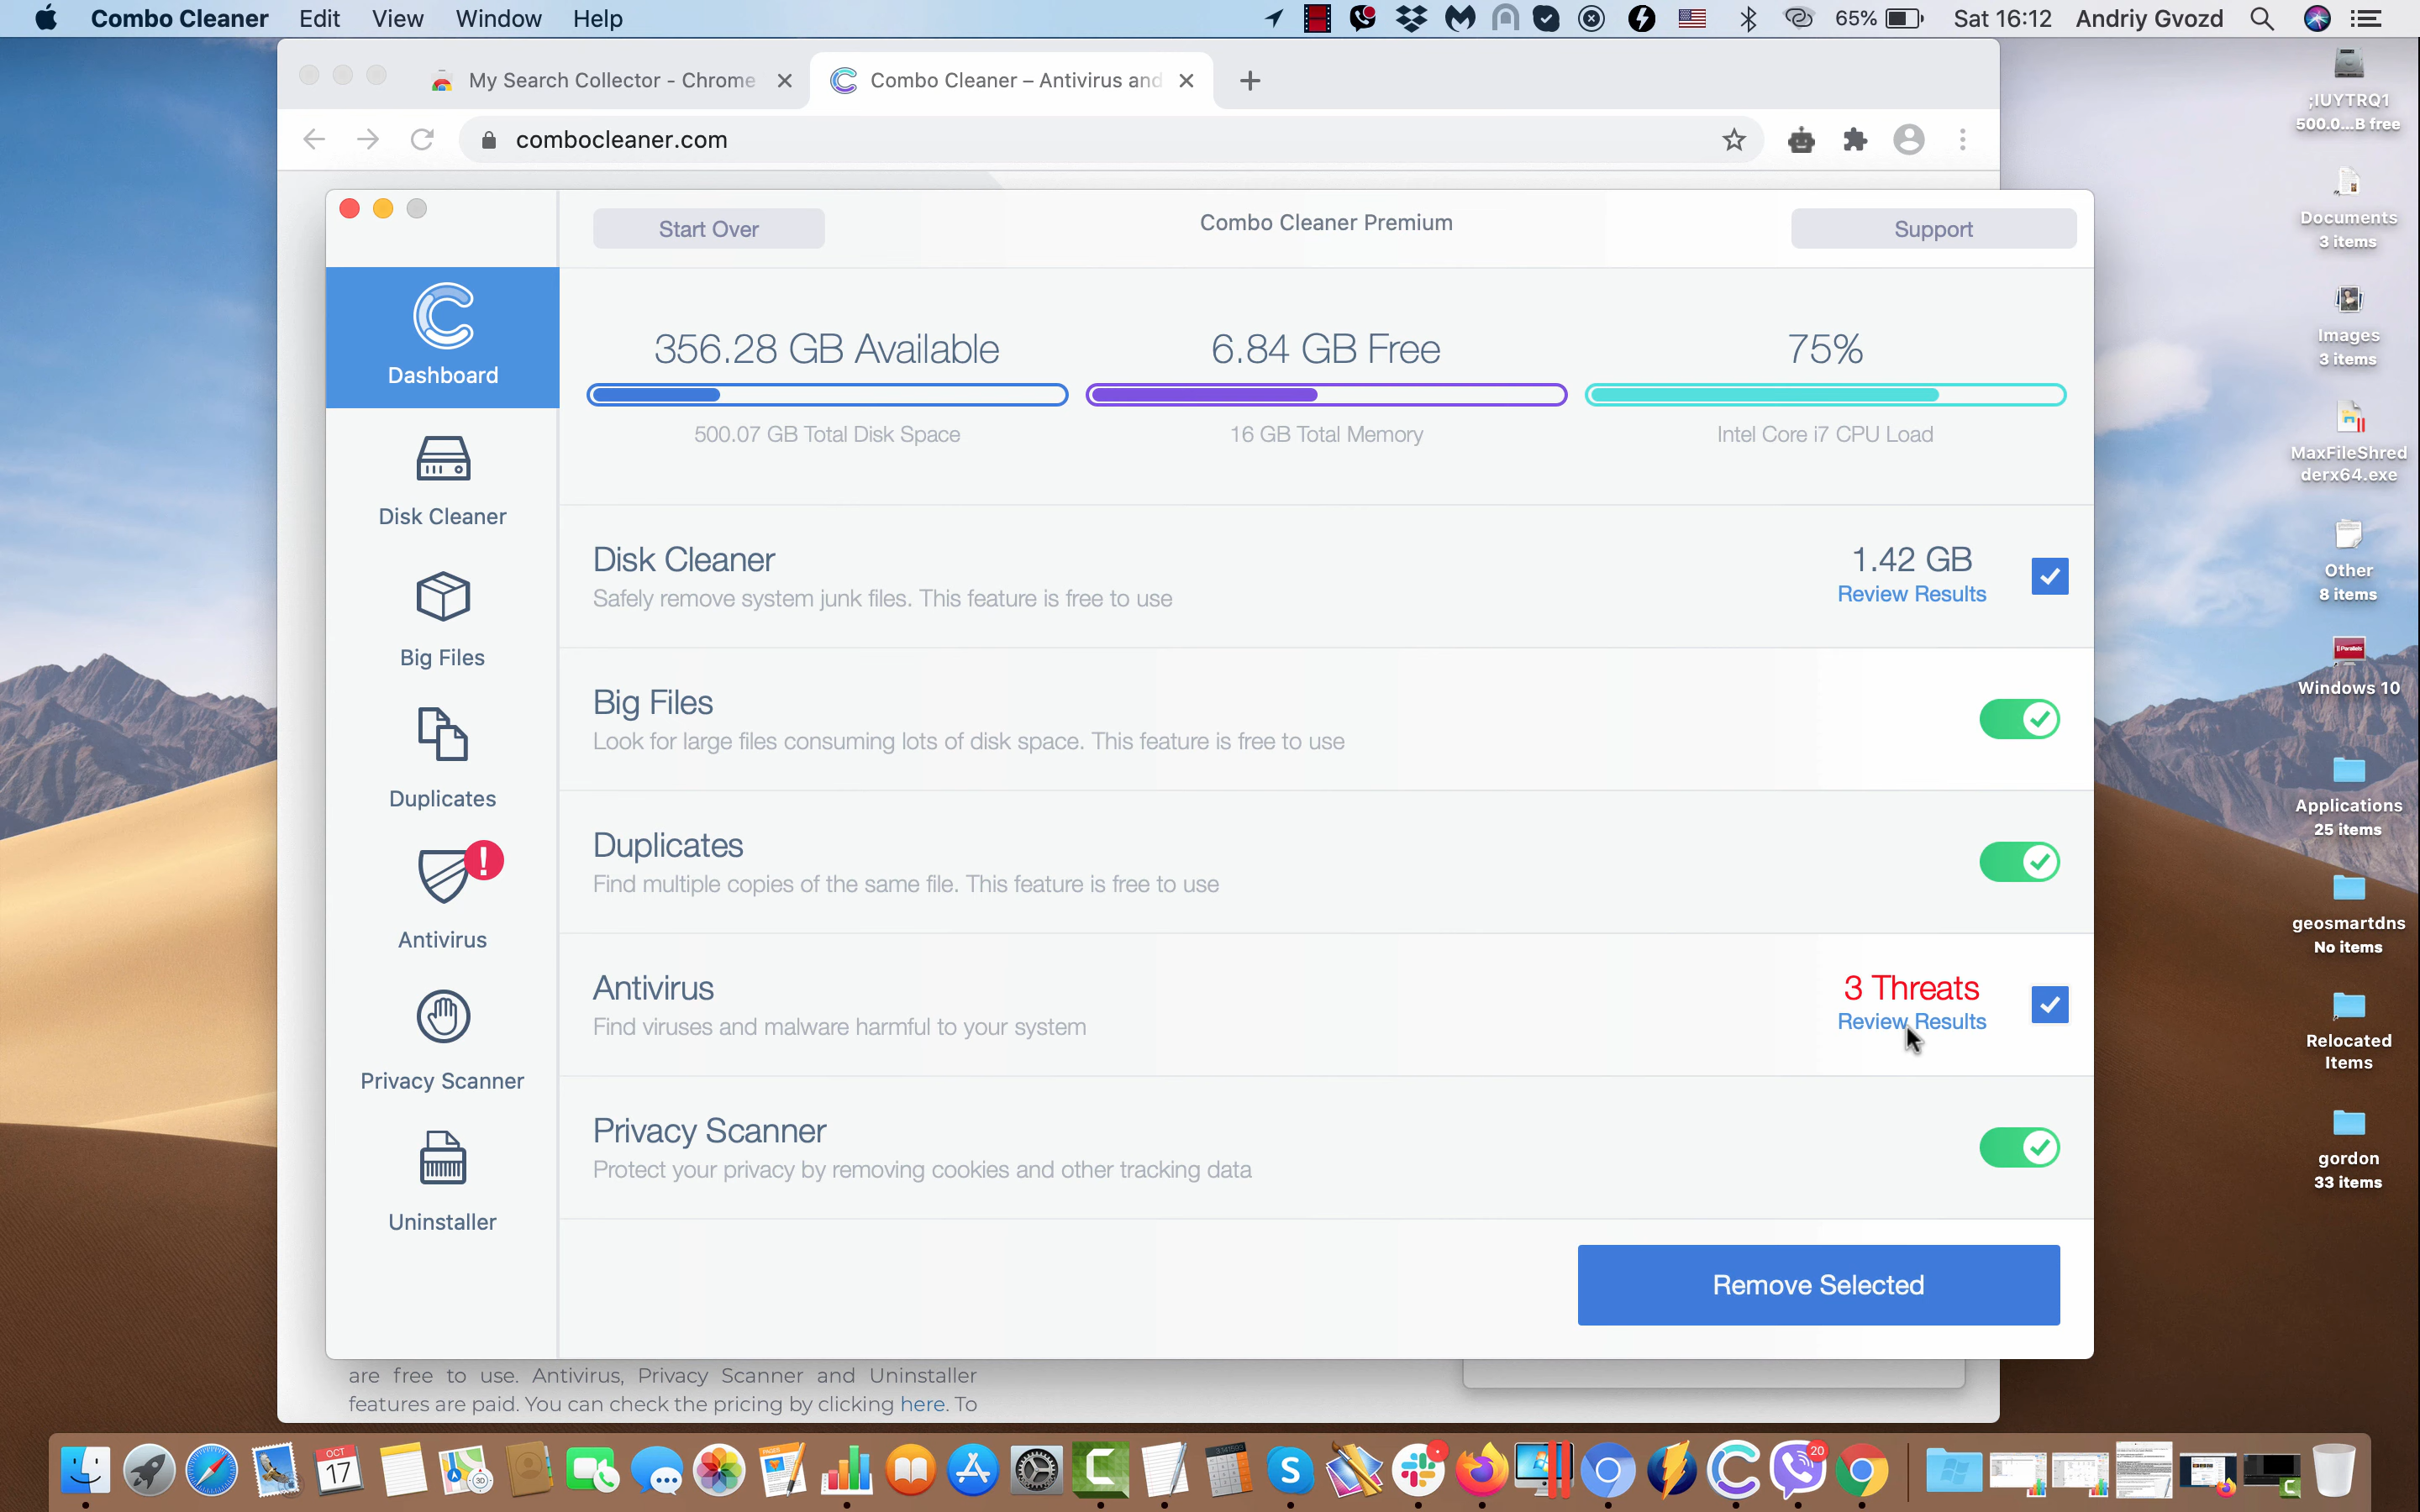 Combo Cleaner Edit View Window Help 65% Sat 16:12 Andriy Gvozd
My Search Collector - Chrome
Combo Cleaner – Antivirus and
combocleaner.com
Start Over
Combo Cleaner Premium
Support
Dashboard
Disk Cleaner
Big Files
Duplicates
Antivirus
Privacy Scanner
Uninstaller
356.28 GB Available
500.07 GB Total Disk Space
6.84 GB Free
16 GB Total Memory
75%
Intel Core i7 CPU Load
Disk Cleaner
Safely remove system junk files. This feature is free to use
1.42 GB
Review Results
Big Files
Look for large files consuming lots of disk space. This feature is free to use
Duplicates
Find multiple copies of the same file. This feature is free to use
Antivirus
Find viruses and malware harmful to your system
3 Threats
Review Results
Privacy Scanner
Protect your privacy by removing cookies and other tracking data
Remove Selected
are free to use. Antivirus, Privacy Scanner and Uninstaller
features are paid. You can check the pricing by clicking here. To
;IUYTRQ1
500.0...B free
Documents
3 items
Images
3 items
MaxFileShred
derx64.exe
Other
8 items
Parallels
Windows 10
Applications
25 items
geosmartdns
No items
Relocated
Items
gordon
33 items
OCT
17
3D
PAGES
20